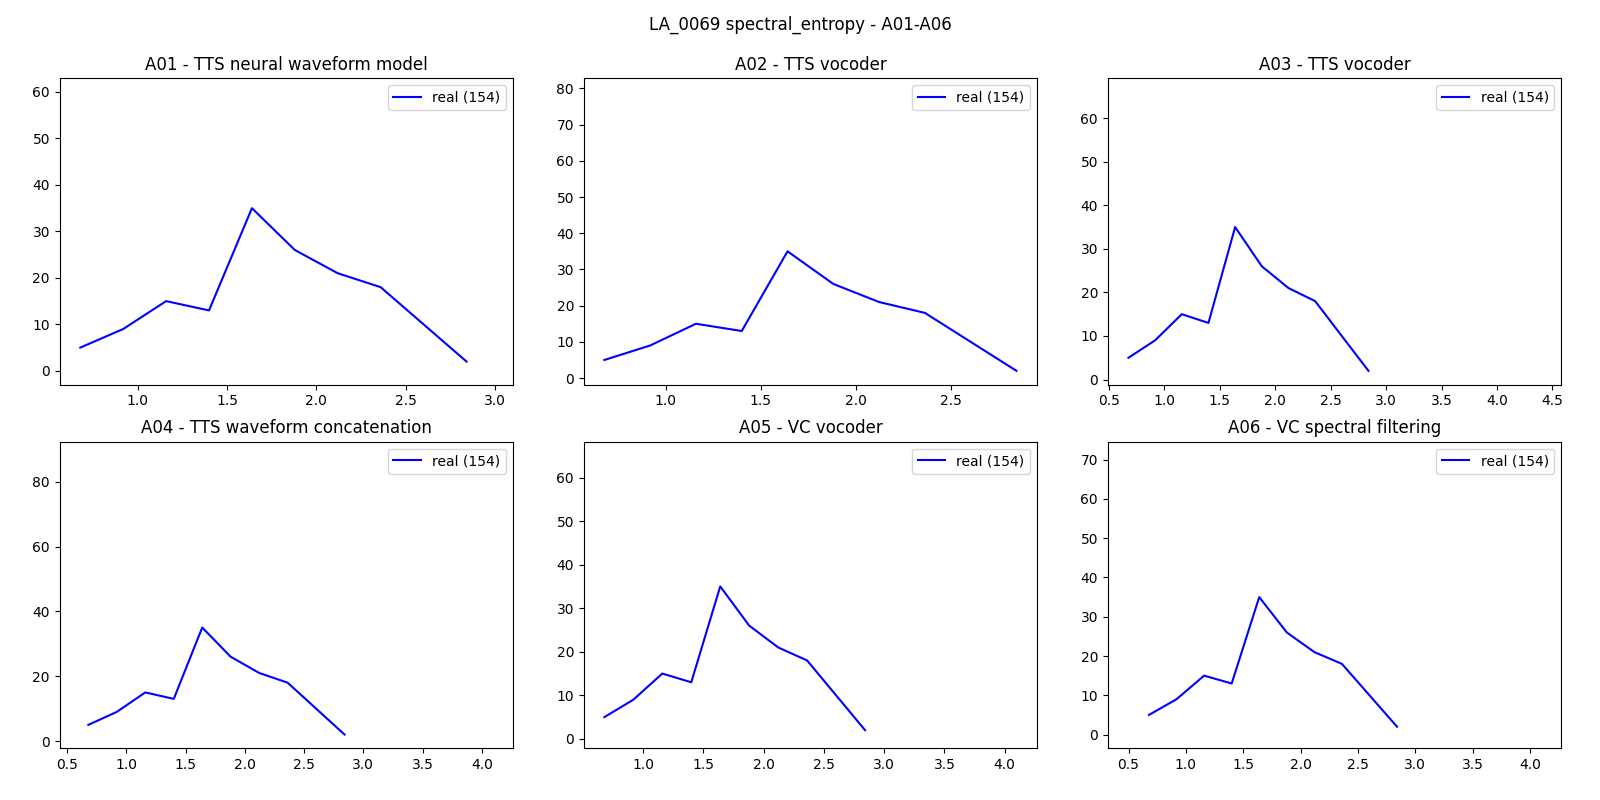 LA_0069 spectral_entropy - A01-A06
A01 - TTS neural waveform model
real (154)
60
50
40
30
20
10
0
1.0 1.5 2.0 2.5 3.0
A02 - TTS vocoder
real (154)
80
70
60
50
40
30
20
10
0
1.0 1.5 2.0 2.5
A03 - TTS vocoder
real (154)
60
50
40
30
20
10
0
0.5 1.0 1.5 2.0 2.5 3.0 3.5 4.0 4.5
A04 - TTS waveform concatenation
real (154)
80
60
40
20
0
0.5 1.0 1.5 2.0 2.5 3.0 3.5 4.0
A05 - VC vocoder
real (154)
60
50
40
30
20
10
0
1.0 1.5 2.0 2.5 3.0 3.5 4.0
A06 - VC spectral filtering
real (154)
70
60
50
40
30
20
10
0
0.5 1.0 1.5 2.0 2.5 3.0 3.5 4.0